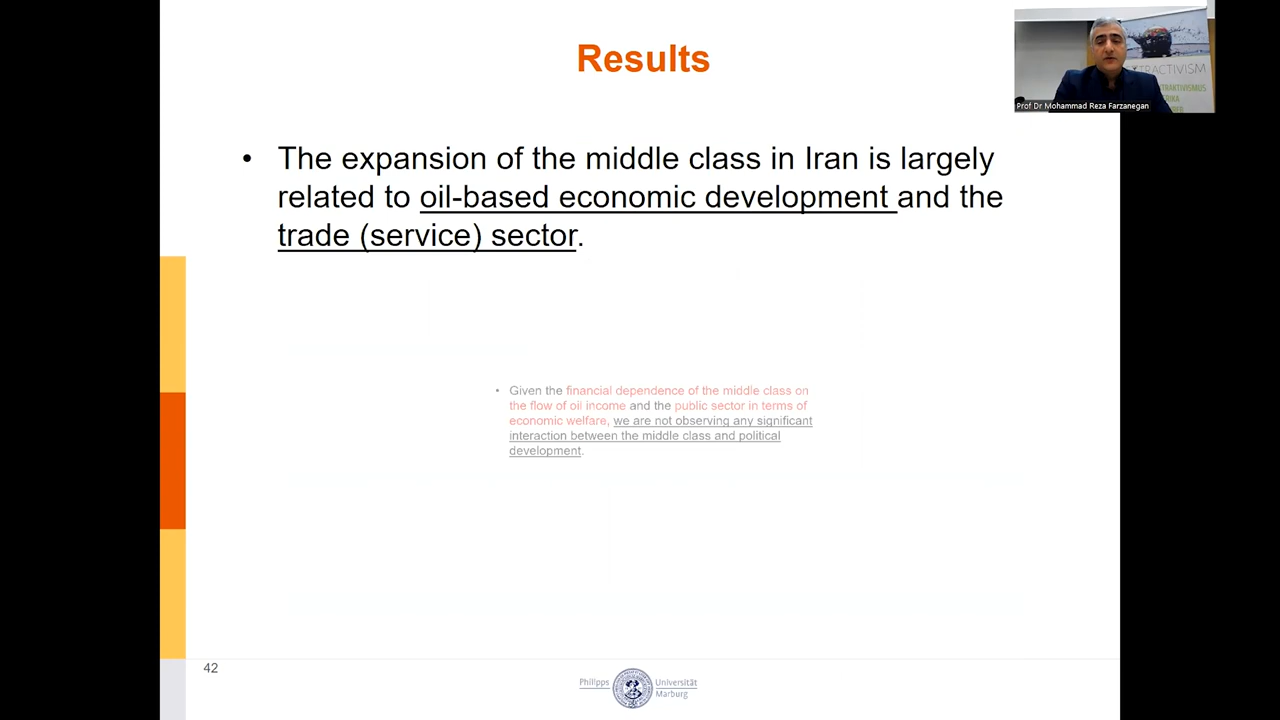 Results
• The expansion of the middle class in Iran is largely
related to oil-based economic development and the
trade (service) sector.
• Given the financial dependence of the middle class on
the flow of oil income and the public sector in terms of
economic welfare, we are not observing any significant
interaction between the middle class and political
development.
42
Philipps Universität
Marburg
Prof Dr Mohammad Reza Farzanegan